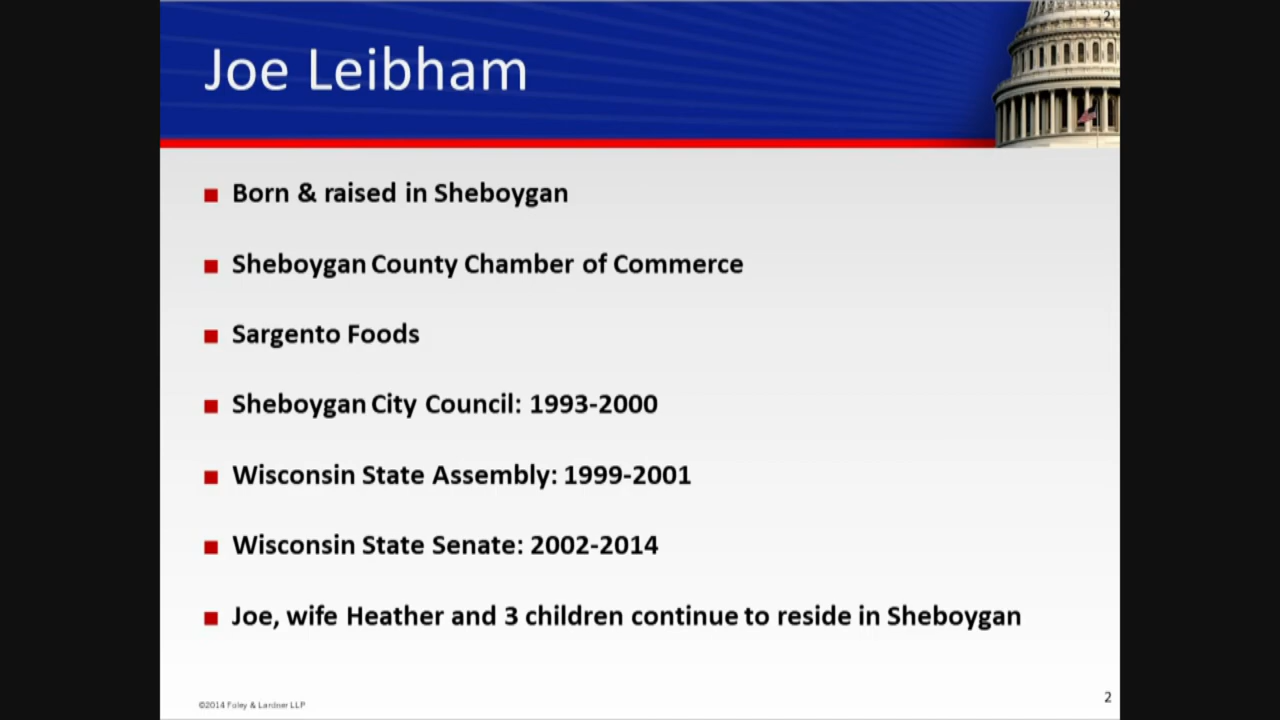 2
Joe Leibham
Born & raised in Sheboygan
Sheboygan County Chamber of Commerce
Sargento Foods
Sheboygan City Council: 1993-2000
Wisconsin State Assembly: 1999-2001
Wisconsin State Senate: 2002-2014
Joe, wife Heather and 3 children continue to reside in Sheboygan
©2014 Foley & Lardner LLP
2